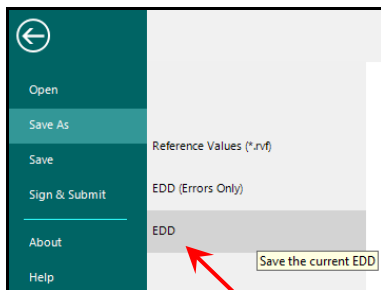 Open
Save As
Save
Sign & Submit
About
Help
Reference Values (*.rvf)
EDD (Errors Only)
EDD
Save the current EDD